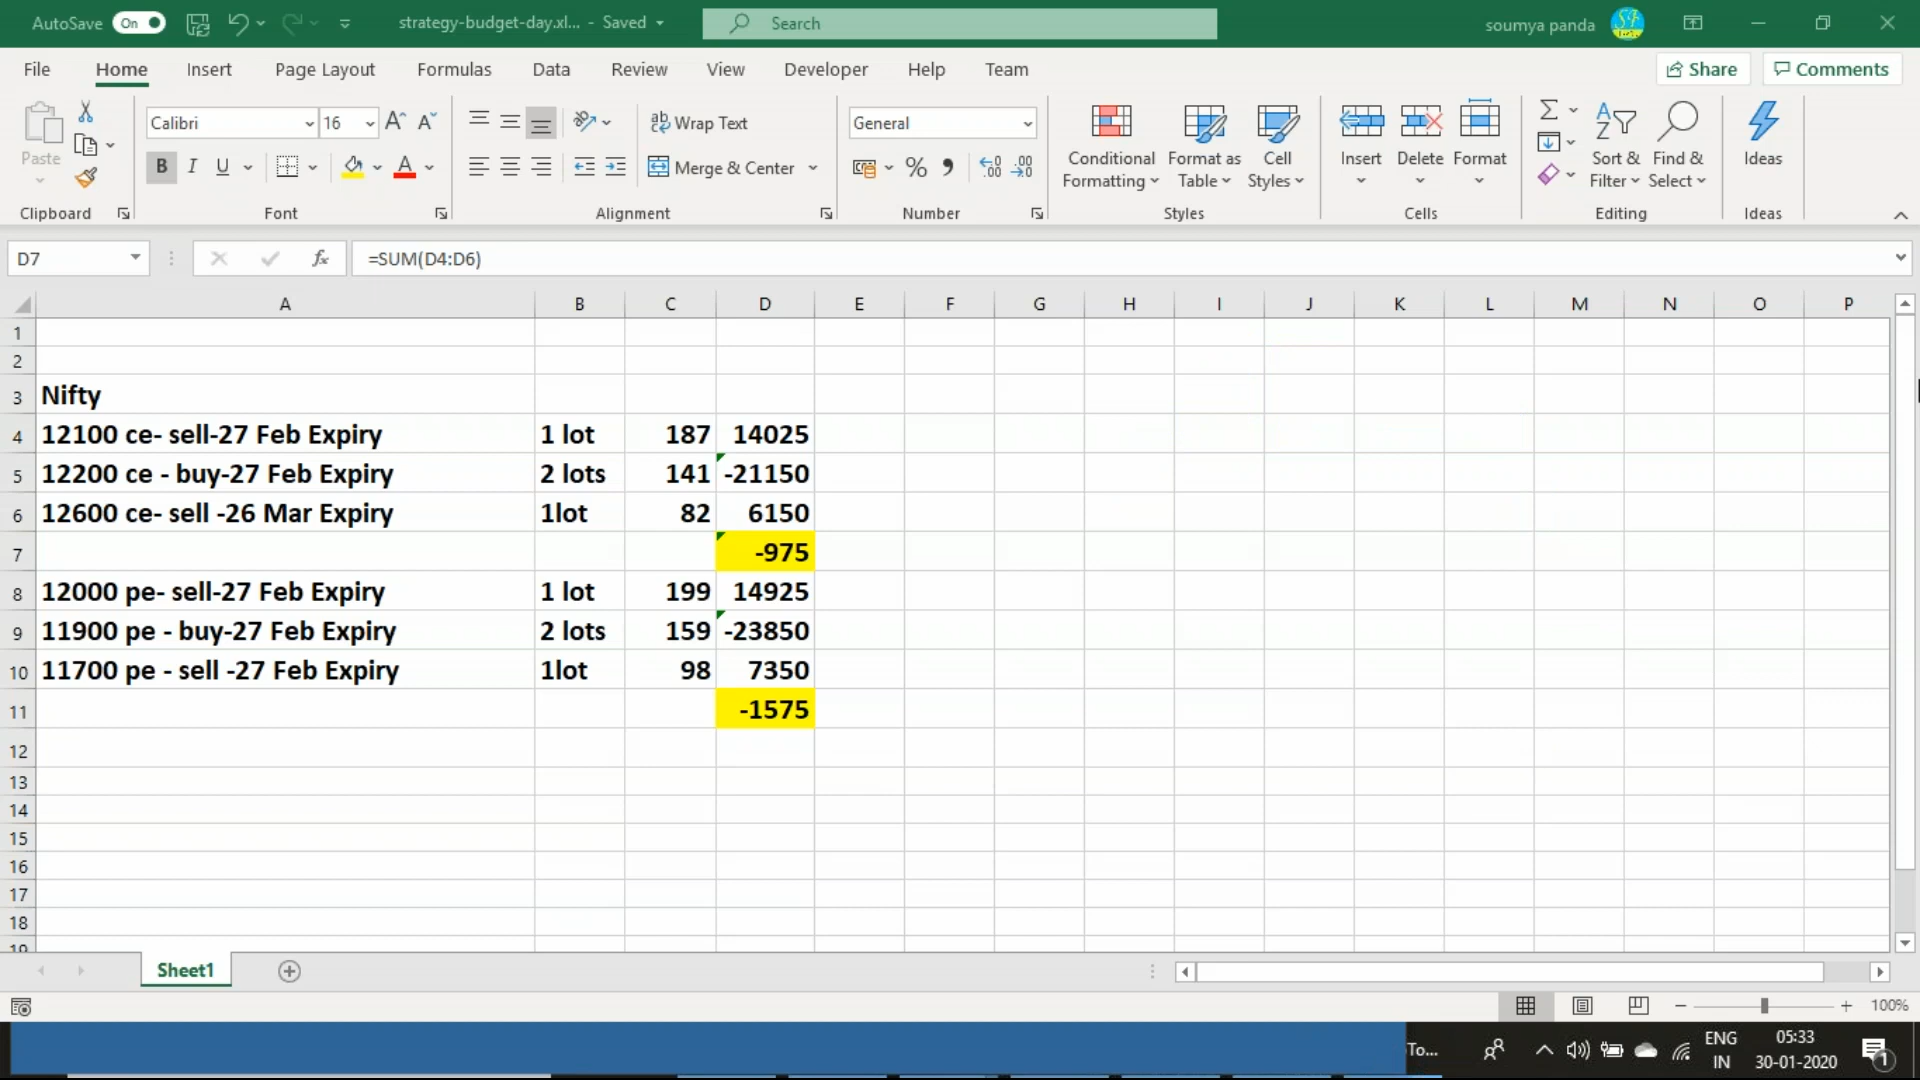 AutoSave On strategy-budget-day.xl... - Saved Search soumya panda
File Home Insert Page Layout Formulas Data Review View Developer Help Team Share Comments
Paste Calibri 16 Wrap Text General Conditional Formatting Format as Table Cell Styles Insert Delete Format Sort & Filter Find & Select Ideas
B I U Merge & Center %
Clipboard Font Alignment Number Styles Cells Editing Ideas
D7 fx =SUM(D4:D6)
A B C D E F G H I J K L M N O P
1
2
3 Nifty
4 12100 ce- sell-27 Feb Expiry 1 lot 187 14025
5 12200 ce - buy-27 Feb Expiry 2 lots 141 -21150
6 12600 ce- sell -26 Mar Expiry 1lot 82 6150
7 -975
8 12000 pe- sell-27 Feb Expiry 1 lot 199 14925
9 11900 pe - buy-27 Feb Expiry 2 lots 159 -23850
10 11700 pe - sell -27 Feb Expiry 1lot 98 7350
11 -1575
12
13
14
15
16
17
18
19
Sheet1
100%
To... ENG 05:33
IN 30-01-2020 1